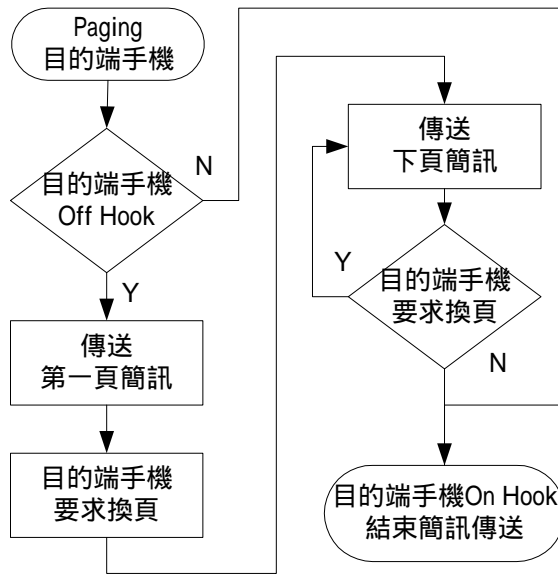 Paging
目的端手機
目的端手機
Off Hook
N
Y
傳送
第一頁簡訊
目的端手機
要求換頁
傳送
下頁簡訊
目的端手機
要求換頁
Y
N
目的端手機On Hook
結束簡訊傳送